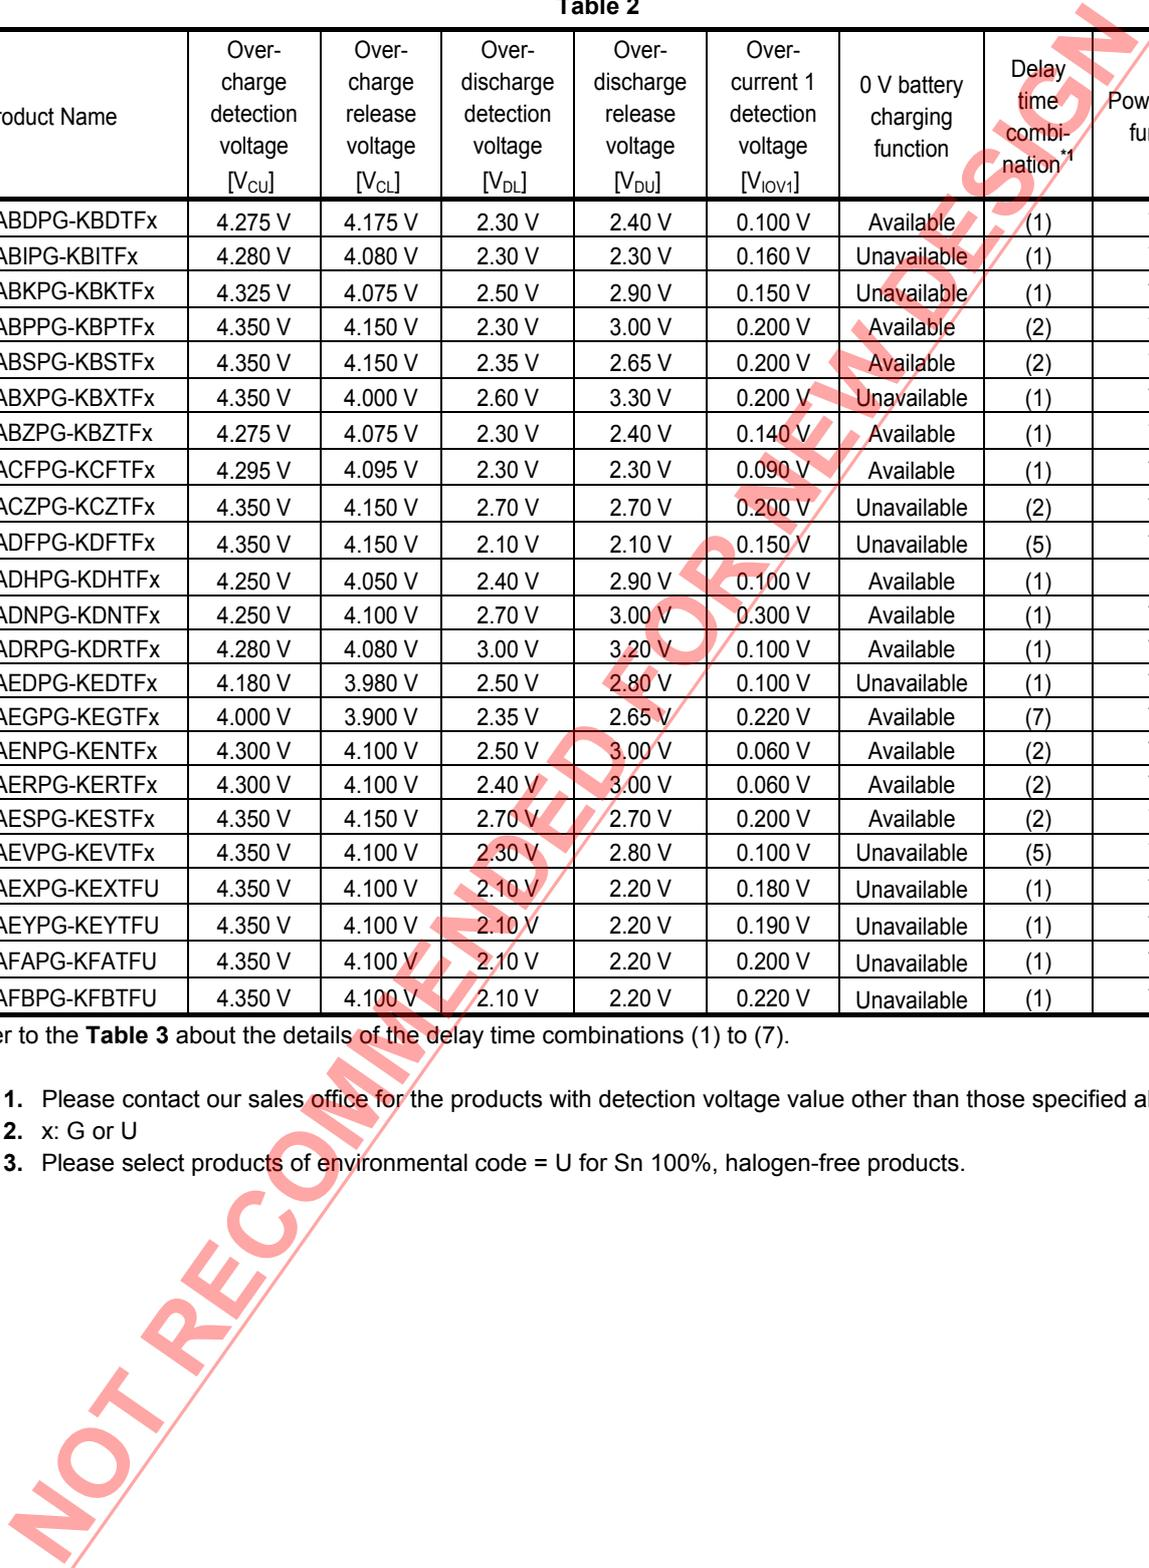 Table 2
roduct Name
Over-
charge
detection
voltage
[VCU]
Over-
charge
release
voltage
[VCL]
Over-
discharge
detection
voltage
[VDL]
Over-
discharge
release
voltage
[VDU]
Over-
current 1
detection
voltage
[VIOV1]
0 V battery
charging
function
Delay
time
combi-
nation*1
Pow
fu
ABDPG-KBDTFx 4.275 V 4.175 V 2.30 V 2.40 V 0.100 V Available (1)
ABIPG-KBITFx 4.280 V 4.080 V 2.30 V 2.30 V 0.160 V Unavailable (1)
ABKPG-KBKTFx 4.325 V 4.075 V 2.50 V 2.90 V 0.150 V Unavailable (1)
ABPPG-KBPTFx 4.350 V 4.150 V 2.30 V 3.00 V 0.200 V Available (2)
ABSPG-KBSTFx 4.350 V 4.150 V 2.35 V 2.65 V 0.200 V Available (2)
ABXPG-KBXTFx 4.350 V 4.000 V 2.60 V 3.30 V 0.200 V Unavailable (1)
ABZPG-KBZTFx 4.275 V 4.075 V 2.30 V 2.40 V 0.140 V Available (1)
ACFPG-KCFTFx 4.295 V 4.095 V 2.30 V 2.30 V 0.090 V Available (1)
ACZPG-KCZTFx 4.350 V 4.150 V 2.70 V 2.70 V 0.200 V Unavailable (2)
ADFPG-KDFTFx 4.350 V 4.150 V 2.10 V 2.10 V 0.150 V Unavailable (5)
ADHPG-KDHTFx 4.250 V 4.050 V 2.40 V 2.90 V 0.100 V Available (1)
ADNPG-KDNTFx 4.250 V 4.100 V 2.70 V 3.00 V 0.300 V Available (1)
ADRPG-KDRTFx 4.280 V 4.080 V 3.00 V 3.20 V 0.100 V Available (1)
AEDPG-KEDTFx 4.180 V 3.980 V 2.50 V 2.80 V 0.100 V Unavailable (1)
AEGPG-KEGTFx 4.000 V 3.900 V 2.35 V 2.65 V 0.220 V Available (7)
AENPG-KENTFx 4.300 V 4.100 V 2.50 V 3.00 V 0.060 V Available (2)
AERPG-KERTFx 4.300 V 4.100 V 2.40 V 3.00 V 0.060 V Available (2)
AESPG-KESTFx 4.350 V 4.150 V 2.70 V 2.70 V 0.200 V Available (2)
AEVPG-KEVTFx 4.350 V 4.100 V 2.30 V 2.80 V 0.100 V Unavailable (5)
AEXPG-KEXTFU 4.350 V 4.100 V 2.10 V 2.20 V 0.180 V Unavailable (1)
AEYPG-KEYTFU 4.350 V 4.100 V 2.10 V 2.20 V 0.190 V Unavailable (1)
AFAPG-KFATFU 4.350 V 4.100 V 2.10 V 2.20 V 0.200 V Unavailable (1)
AFBPG-KFBTFU 4.350 V 4.100 V 2.10 V 2.20 V 0.220 V Unavailable (1)
er to the Table 3 about the details of the delay time combinations (1) to (7).
1. Please contact our sales office for the products with detection voltage value other than those specified a
2. x: G or U
3. Please select products of environmental code = U for Sn 100%, halogen-free products.
NOT RECOMMENDED FOR NEW DESIGN